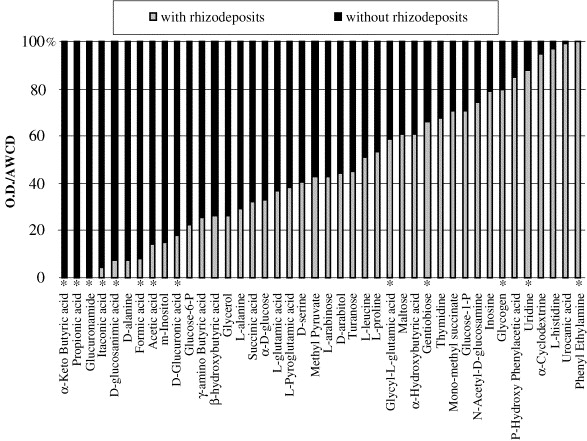 with rhizodeposits
without rhizodeposits
O.D./AWCD
100%
80
60
40
20
0
* α-Keto Butyric acid
* Propionic acid
* Glucuronamide
* Itaconic acid
* D-glucosaminic acid
D-alanine
* Formic acid
* Acetic acid
m-Inositol
* D-Glucuronic acid
Glucose-6-P
γ-amino Butyric acid
β-hydroxybutyric acid
Glycerol
L-alanine
Succinic acid
α-D-glucose
L-glutamic acid
L-Pyroglutamic acid
D-serine
Methyl Pyruvate
L-arabinose
D-arabitol
Turanose
L-leucine
L-proline
* Glycyl-L-glutamic acid
Maltose
α-Hydroxybutyric acid
* Gentiobiose
Thymidine
Mono-methyl succinate
Glucose-1-P
N-Acetyl-D-Glucosamine
Inosine
* Glycogen
P-Hydroxy Phenylacetic acid
* Uridine
α-Cyclodextrine
L-histidine
Urocanic acid
* Phenyl Ethylamine